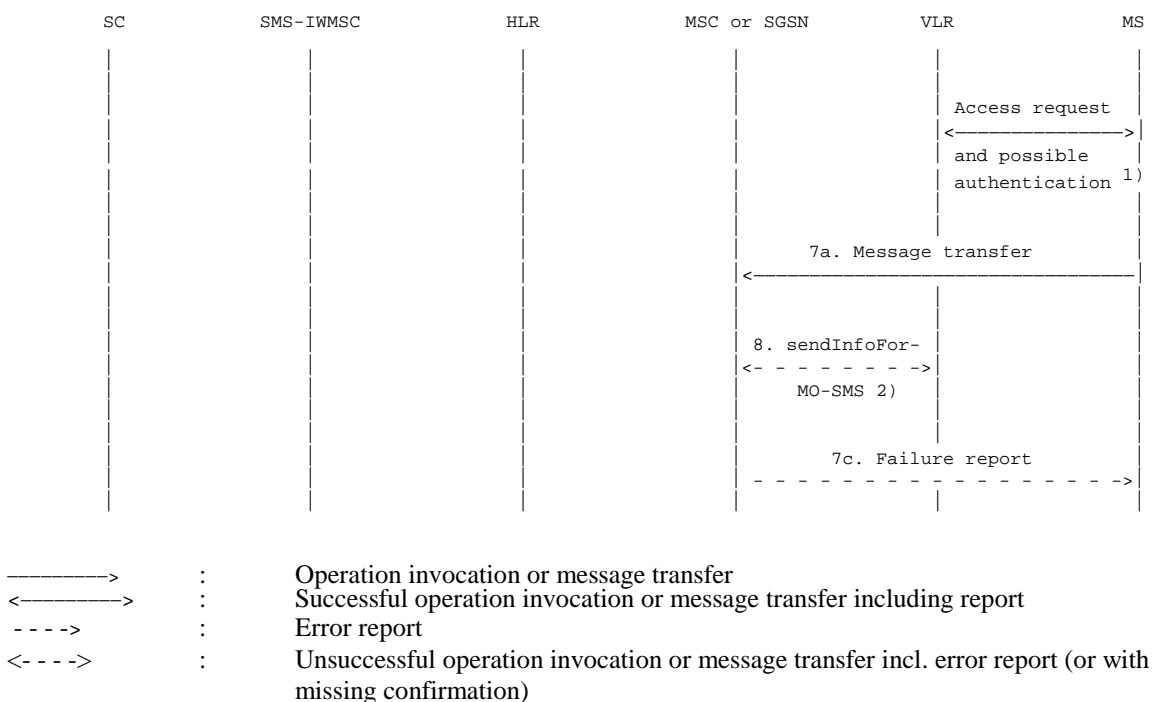 SC SMS-IWMSC HLR MSC or SGSN VLR MS
Access request
and possible
authentication 1)
7a. Message transfer
8. sendInfoFor-
MO-SMS 2)
7c. Failure report
: Operation invocation or message transfer
: Successful operation invocation or message transfer including report
: Error report
: Unsuccessful operation invocation or message transfer incl. error report (or with
missing confirmation)